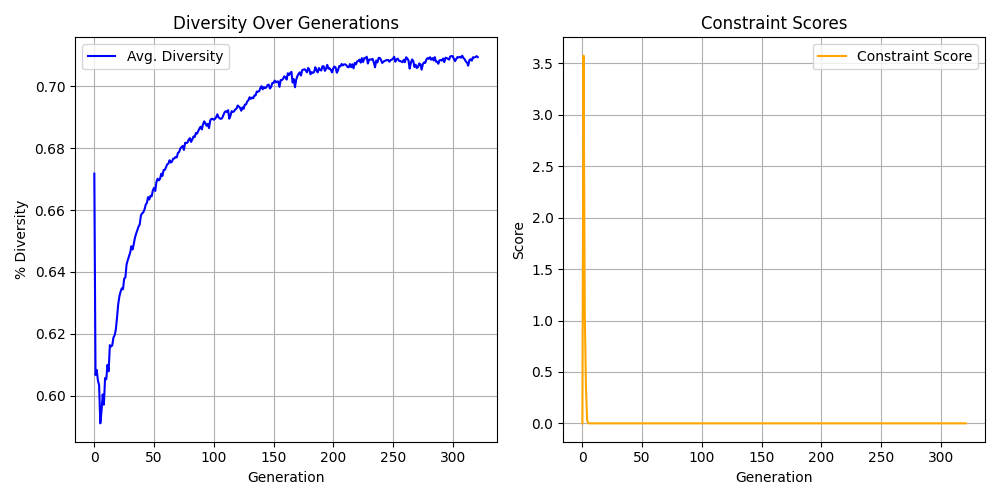 Diversity Over Generations
Avg. Diversity
% Diversity
0.70
0.68
0.66
0.64
0.62
0.60
0 50 100 150 200 250 300
Generation
Constraint Scores
Constraint Score
Score
3.5
3.0
2.5
2.0
1.5
1.0
0.5
0.0
0 50 100 150 200 250 300
Generation